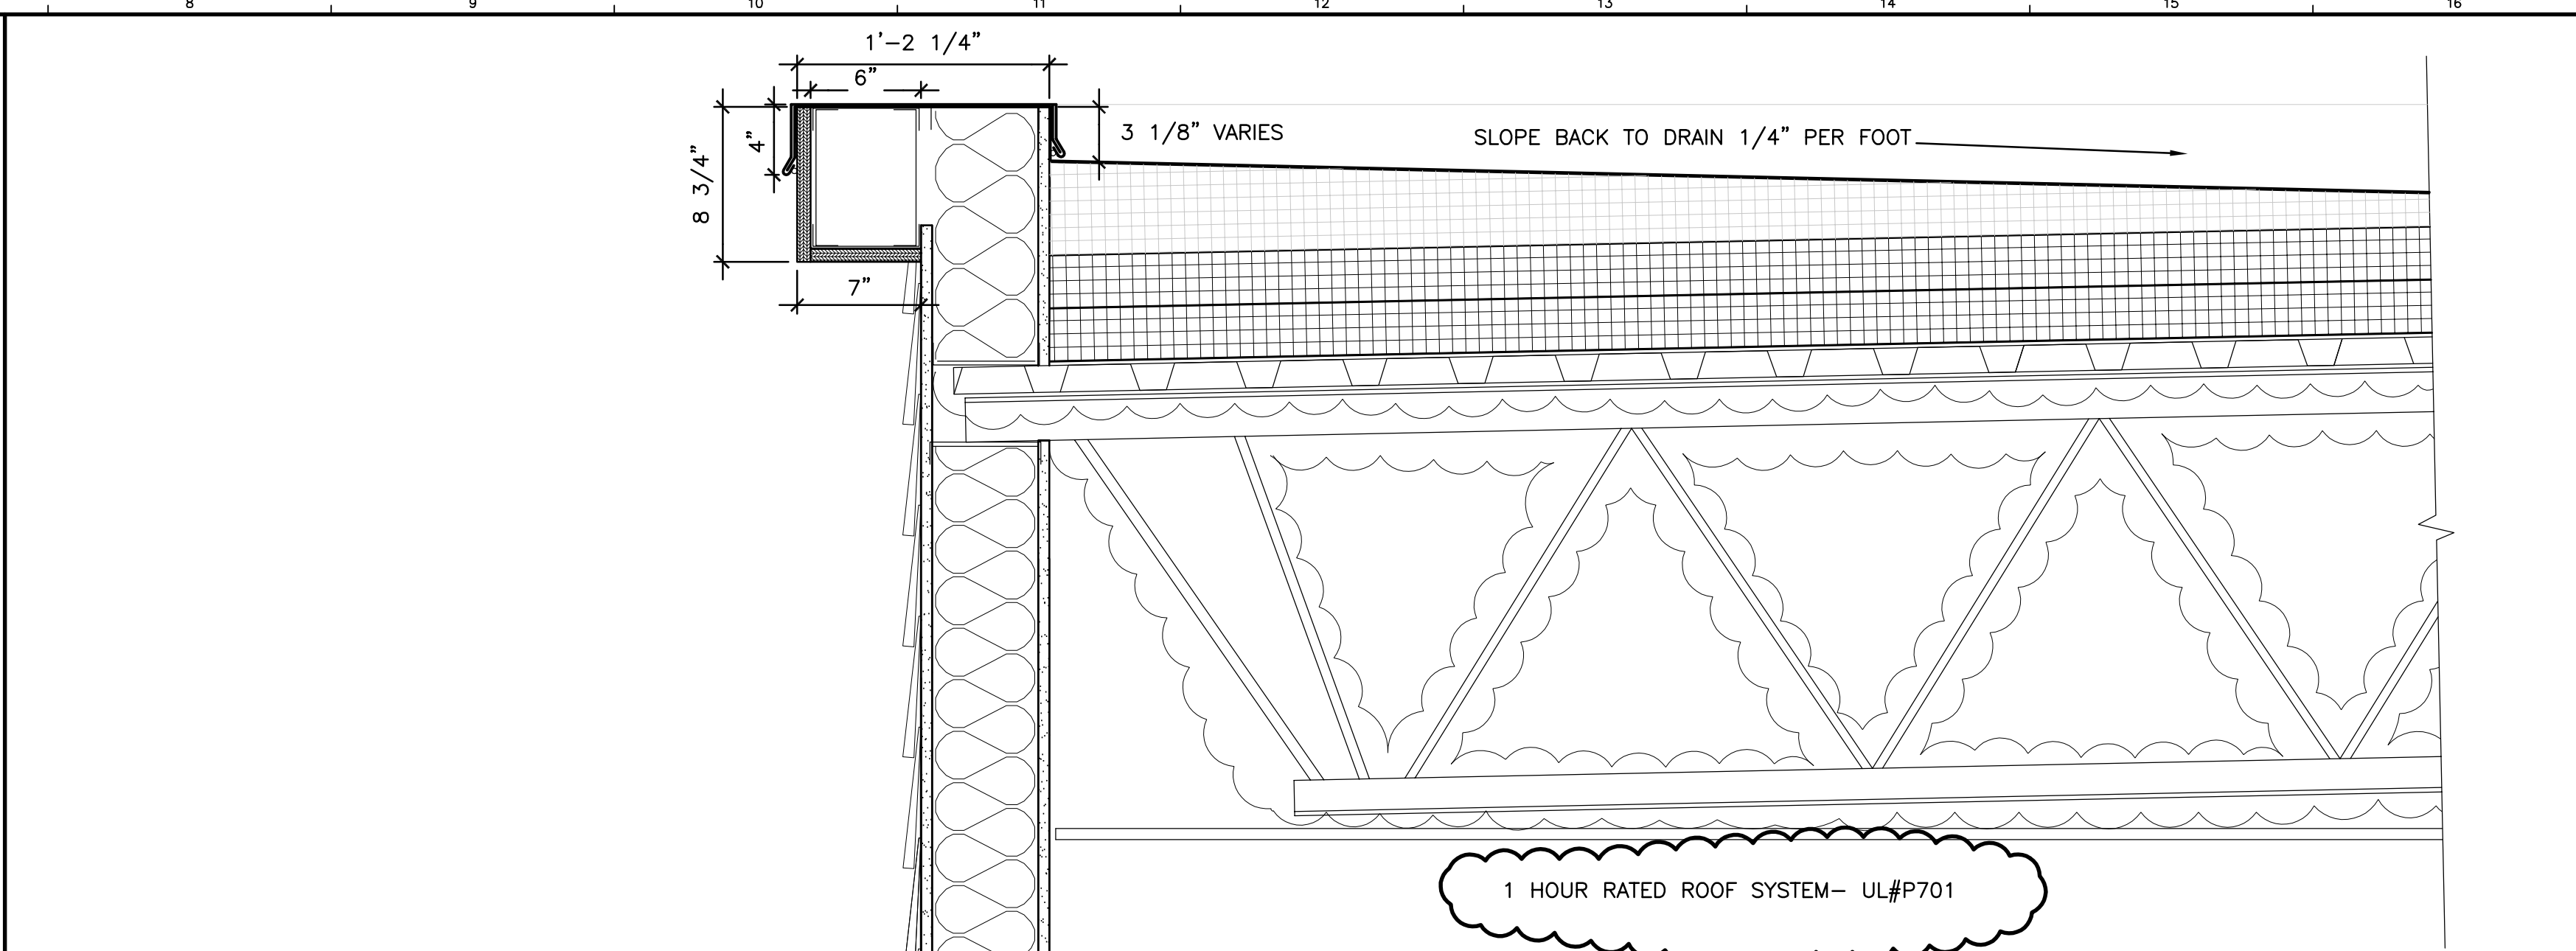 8 9 10 11 12 13 14 15 16
1'-2 1/4"
6"
4"
8 3/4"
3 1/8" VARIES
SLOPE BACK TO DRAIN 1/4" PER FOOT
7"
1 HOUR RATED ROOF SYSTEM- UL#P701